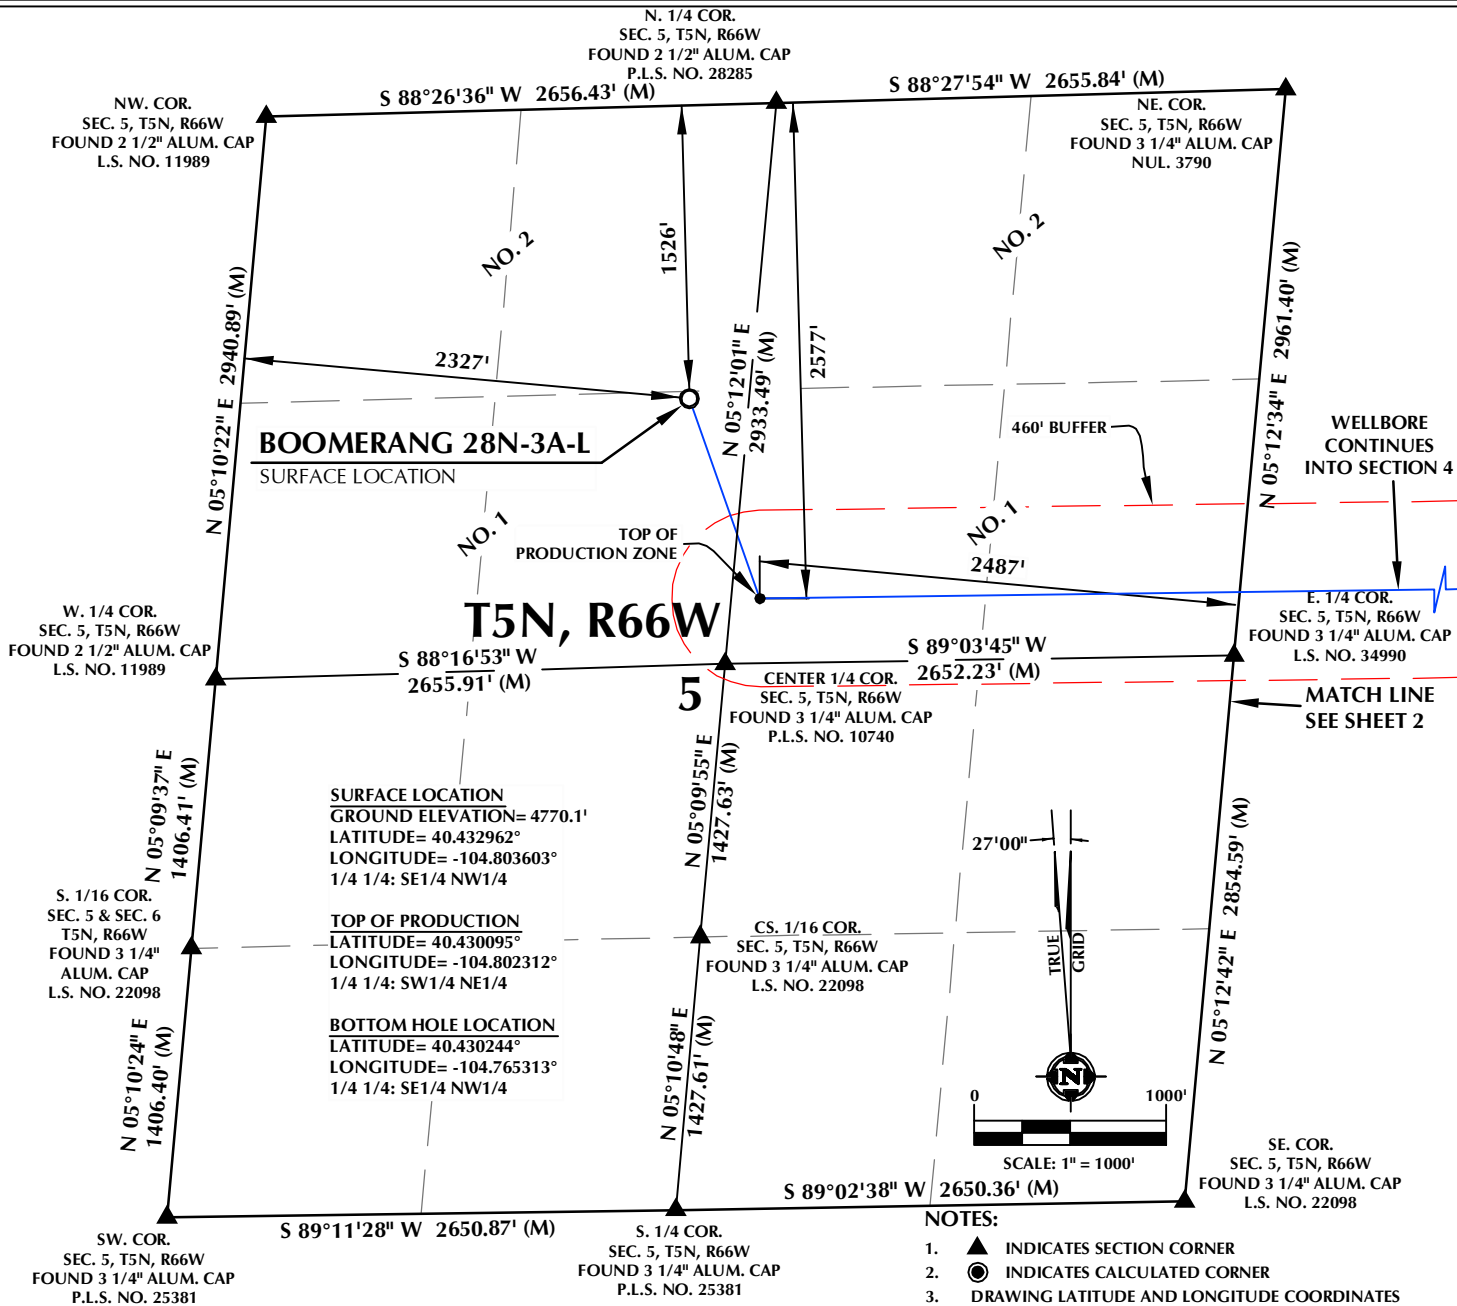 N. 1/4 COR.
SEC. 5, T5N, R66W
FOUND 2 1/2" ALUM. CAP
P.L.S. NO. 28285
NW. COR.
SEC. 5, T5N, R66W
FOUND 2 1/2" ALUM. CAP
L.S. NO. 11989
S 88°26'36" W 2656.43' (M)
S 88°27'54" W 2655.84' (M)
NE. COR.
SEC. 5, T5N, R66W
FOUND 3 1/4" ALUM. CAP
NUL. 3790
NO. 2
1526'
NO. 2
N 05°10'22" E 2940.89' (M)
2327'
N 05°12'01" E
2933.49' (M)
2577'
N 05°12'34" E 2961.40' (M)
BOOMERANG 28N-3A-L
SURFACE LOCATION
460' BUFFER
WELLBORE
CONTINUES
INTO SECTION 4
NO. 1
TOP OF
PRODUCTION ZONE
NO. 1
2487'
T5N, R66W
5
W. 1/4 COR.
SEC. 5, T5N, R66W
FOUND 2 1/2" ALUM. CAP
L.S. NO. 11989
S 88°16'53" W
2655.91' (M)
S 89°03'45" W
2652.23' (M)
E. 1/4 COR.
SEC. 5, T5N, R66W
FOUND 3 1/4" ALUM. CAP
L.S. NO. 34990
CENTER 1/4 COR.
SEC. 5, T5N, R66W
FOUND 3 1/4" ALUM. CAP
P.L.S. NO. 10740
MATCH LINE
SEE SHEET 2
N 05°09'37" E
1406.41' (M)
N 05°09'55" E
1427.63' (M)
SURFACE LOCATION
GROUND ELEVATION= 4770.1'
LATITUDE= 40.432962°
LONGITUDE= -104.803603°
1/4 1/4: SE1/4 NW1/4
TOP OF PRODUCTION
LATITUDE= 40.430095°
LONGITUDE= -104.802312°
1/4 1/4: SW1/4 NE1/4
BOTTOM HOLE LOCATION
LATITUDE= 40.430244°
LONGITUDE= -104.765313°
1/4 1/4: SE1/4 NW1/4
27'00"
TRUE
GRID
N
N 05°12'42" E 2854.59' (M)
S. 1/16 COR.
SEC. 5 & SEC. 6
T5N, R66W
FOUND 3 1/4"
ALUM. CAP
L.S. NO. 22098
CS. 1/16 COR.
SEC. 5, T5N, R66W
FOUND 3 1/4" ALUM. CAP
L.S. NO. 22098
N 05°10'24" E
1406.40' (M)
N 05°10'48" E
1427.61' (M)
0 1000'
SCALE: 1" = 1000'
SE. COR.
SEC. 5, T5N, R66W
FOUND 3 1/4" ALUM. CAP
L.S. NO. 22098
S 89°11'28" W 2650.87' (M)
S 89°02'38" W 2650.36' (M)
SW. COR.
SEC. 5, T5N, R66W
FOUND 3 1/4" ALUM. CAP
P.L.S. NO. 25381
S. 1/4 COR.
SEC. 5, T5N, R66W
FOUND 3 1/4" ALUM. CAP
P.L.S. NO. 25381
NOTES:
1. INDICATES SECTION CORNER
2. INDICATES CALCULATED CORNER
3. DRAWING LATITUDE AND LONGITUDE COORDINATES